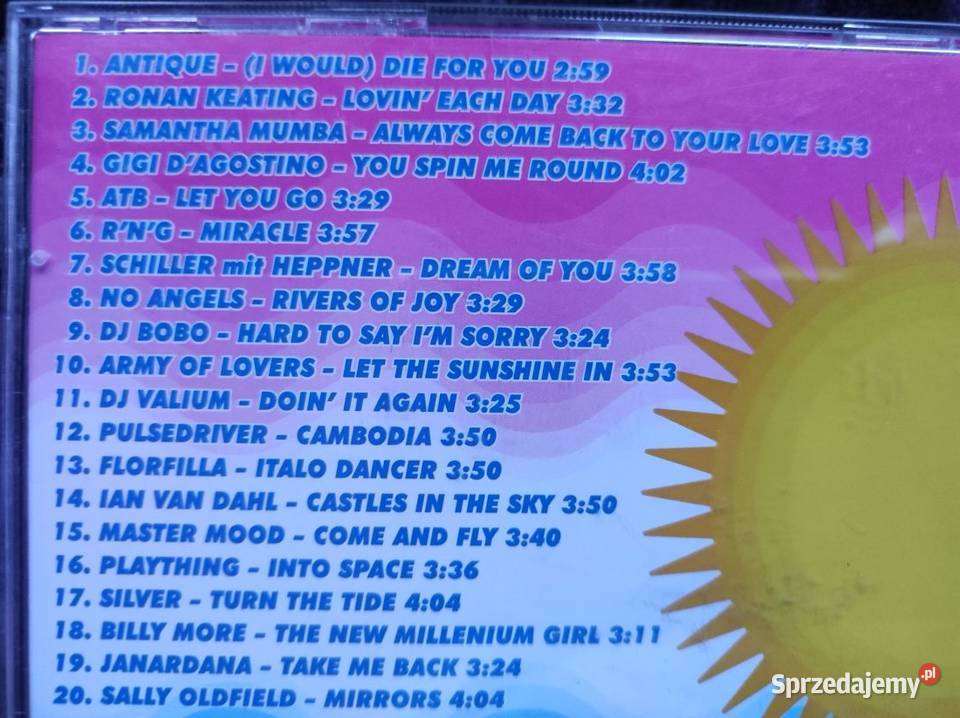 1. ANTIQUE – (I WOULD) DIE FOR YOU 2:59
2. RONAN KEATING – LOVIN' EACH DAY 3:32
3. SAMANTHA MUMBA – ALWAYS COME BACK TO YOUR LOVE 3:53
4. GIGI D'AGOSTINO – YOU SPIN ME ROUND 4:02
5. ATB – LET YOU GO 3:29
6. R'N'G – MIRACLE 3:57
7. SCHILLER mit HEPPNER – DREAM OF YOU 3:58
8. NO ANGELS – RIVERS OF JOY 3:29
9. DJ BOBO – HARD TO SAY I'M SORRY 3:24
10. ARMY OF LOVERS – LET THE SUNSHINE IN 3:53
11. DJ VALIUM – DOIN' IT AGAIN 3:25
12. PULSEDRIVER – CAMBODIA 3:50
13. FLORFILLA – ITALO DANCER 3:50
14. IAN VAN DAHL – CASTLES IN THE SKY 3:50
15. MASTER MOOD – COME AND FLY 3:40
16. PLAYTHING – INTO SPACE 3:36
17. SILVER – TURN THE TIDE 4:04
18. BILLY MORE – THE NEW MILLENIUM GIRL 3:11
19. JANARDANA – TAKE ME BACK 3:24
20. SALLY OLDFIELD – MIRRORS 4:04
Sprzedajemy.pl